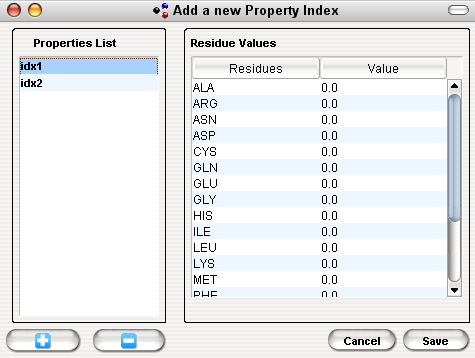 Add a new Property Index
Properties List
idx1
idx2
Residue Values
Residues Value
ALA 0.0
ARG 0.0
ASN 0.0
ASP 0.0
CYS 0.0
GLN 0.0
GLU 0.0
GLY 0.0
HIS 0.0
ILE 0.0
LEU 0.0
LYS 0.0
MET 0.0
PHE 0.0
Cancel Save